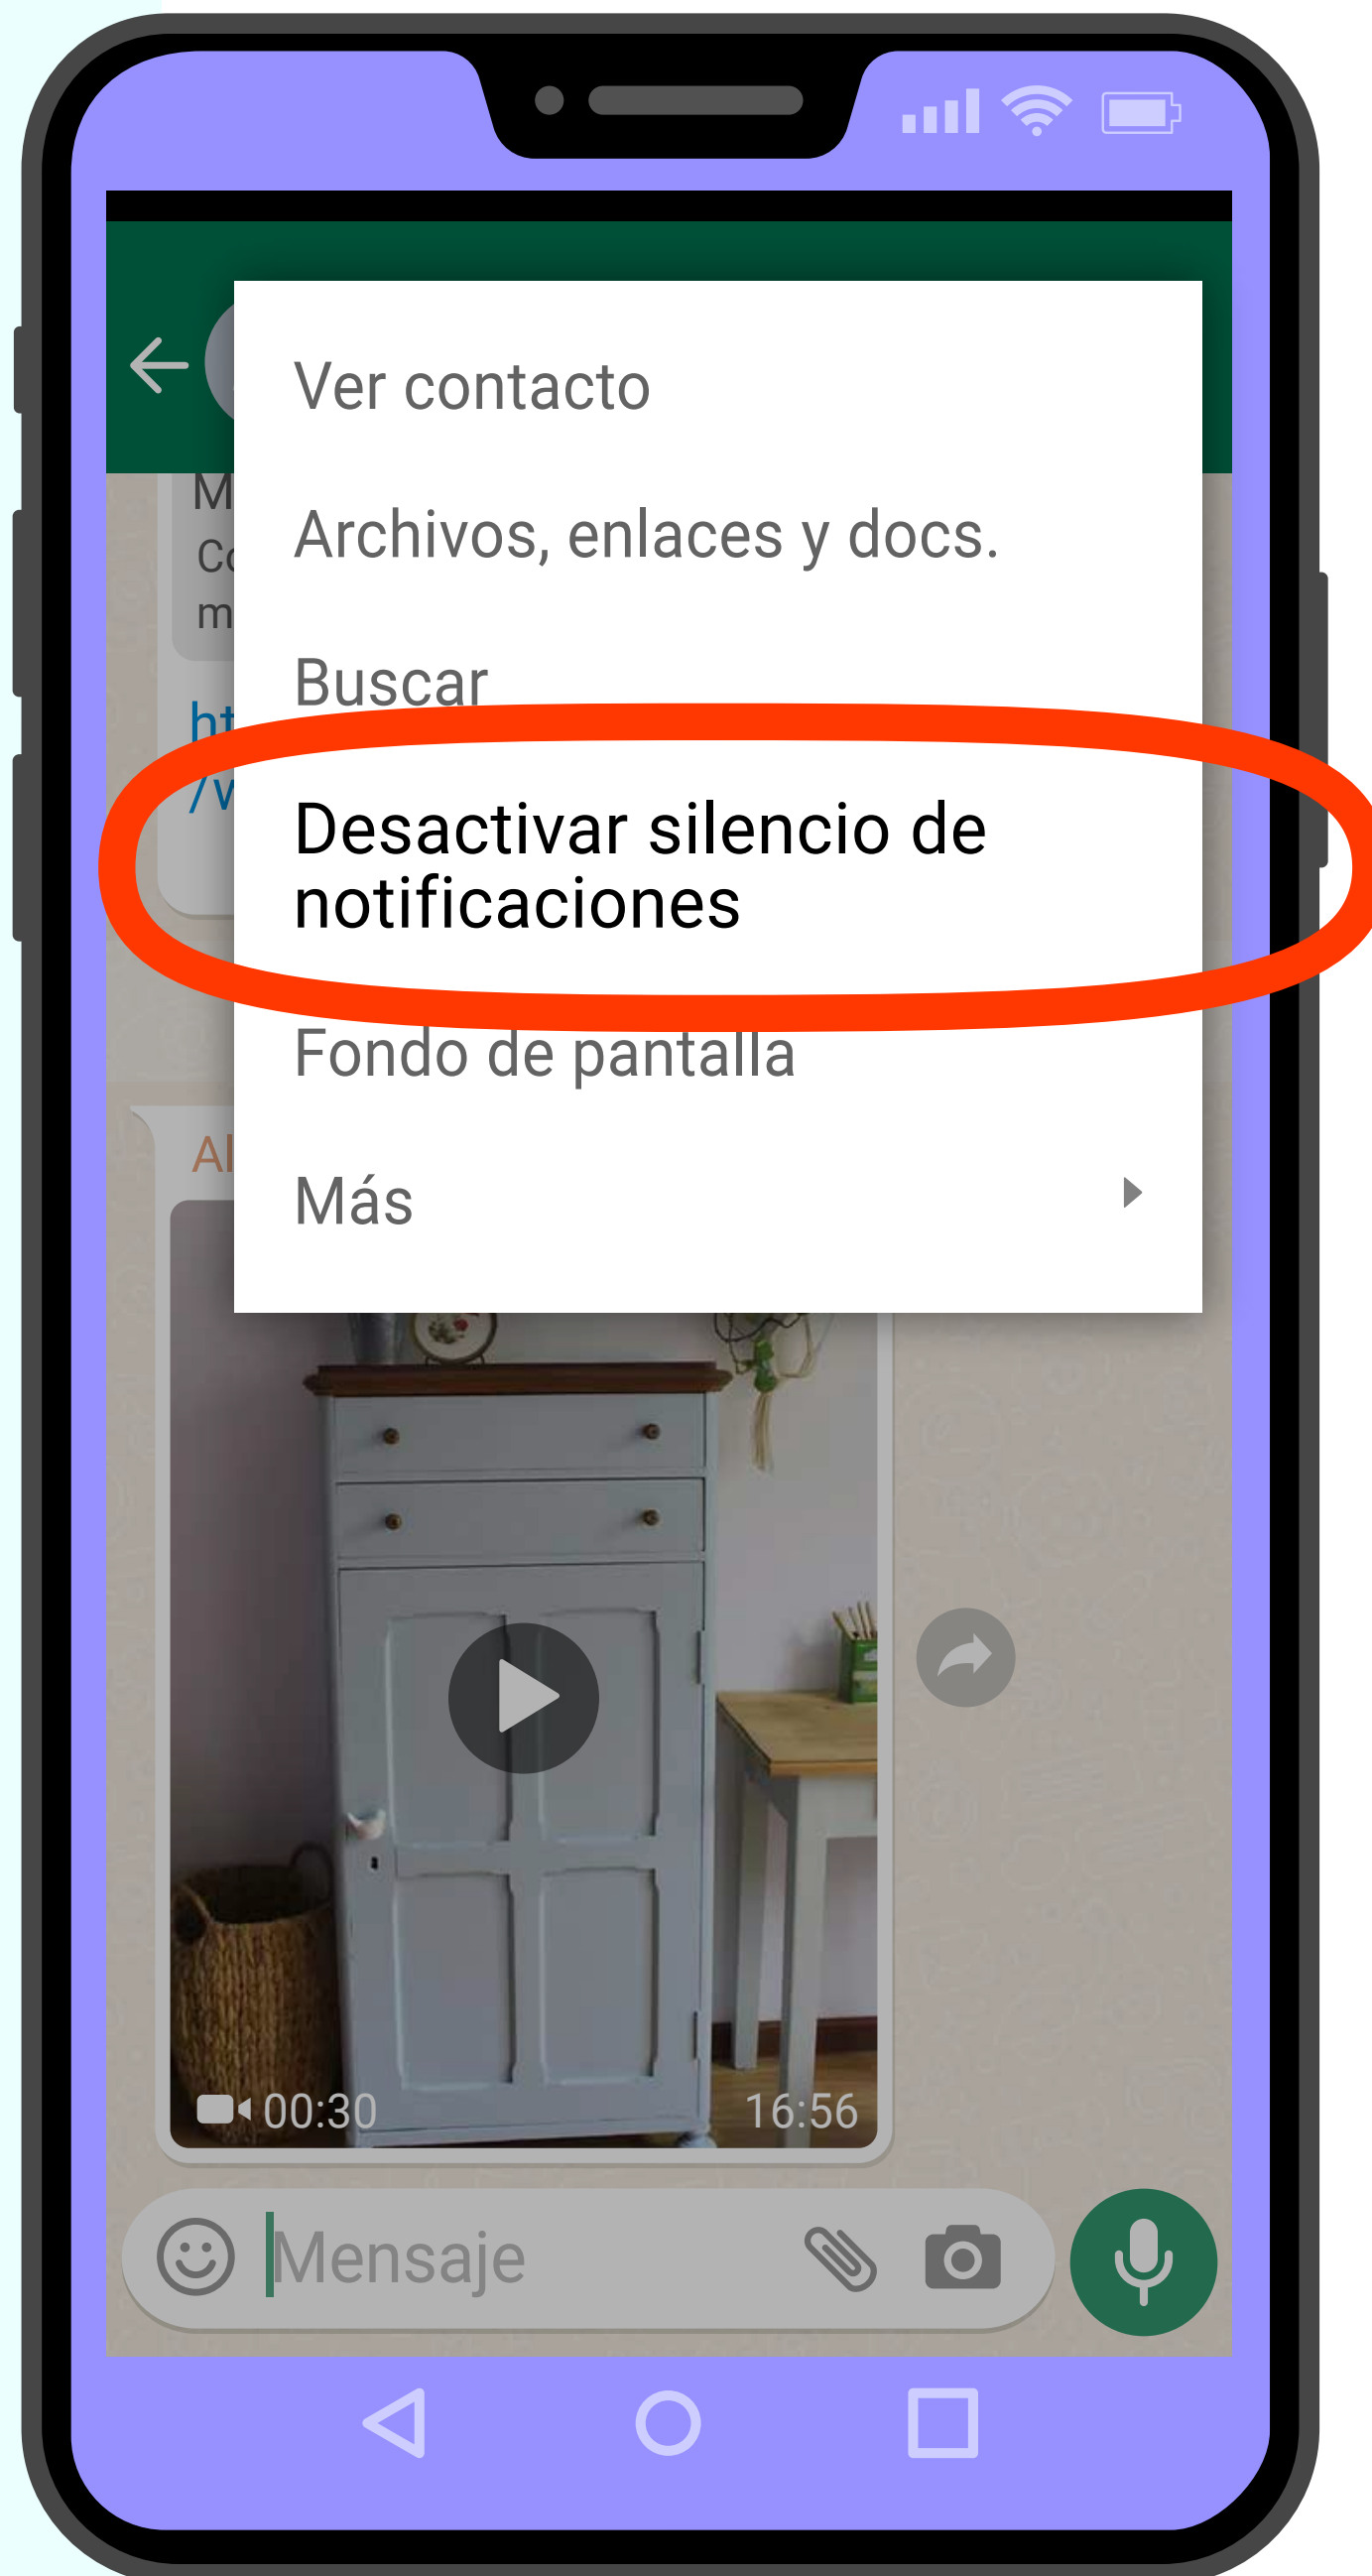 Ver contacto
Archivos, enlaces y docs.
Buscar
Desactivar silencio de
notificaciones
Fondo de pantalla
Más
00:30
16:56
Mensaje